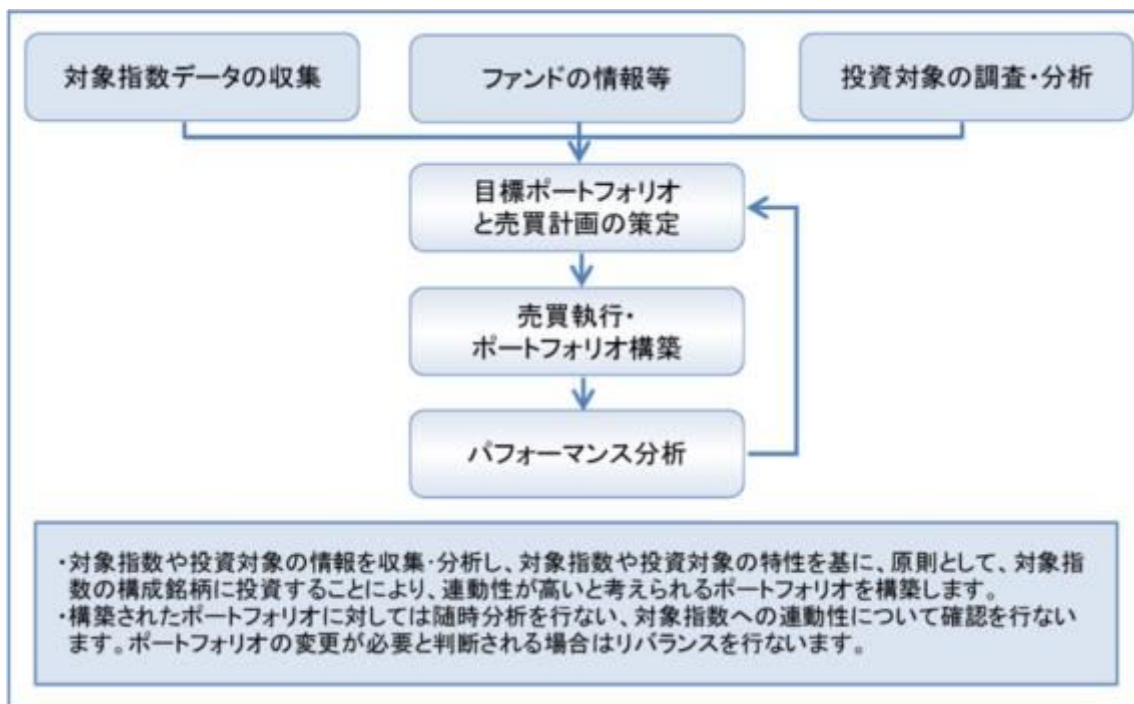 対象指数データの収集
ファンドの情報等
投資対象の調査・分析
目標ポートフォリオ
と売買計画の策定
売買執行・
ポートフォリオ構築
パフォーマンス分析
・対象指数や投資対象の情報を収集・分析し、対象指数や投資対象の特性を基に、原則として、対象指
数の構成銘柄に投資することにより、連動性が高いと考えられるポートフォリオを構築します。
・構築されたポートフォリオに対しては随時分析を行ない、対象指数への連動性について確認を行ない
ます。ポートフォリオの変更が必要と判断される場合はリバランスを行ないます。